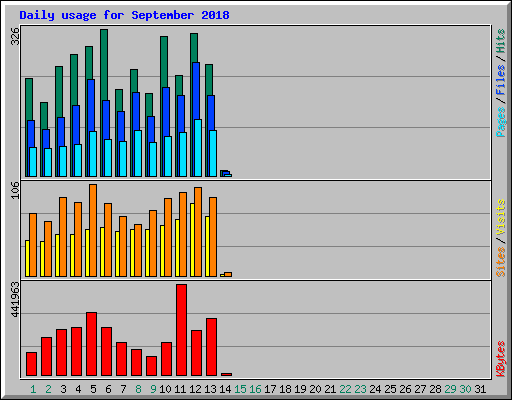 Daily usage for September 2018
326
Pages / Files / Hits
106
Sites / Visits
441963
KBytes
1 2 3 4 5 6 7 8 9 10 11 12 13 14 15 16 17 18 19 20 21 22 23 24 25 26 27 28 29 30 31